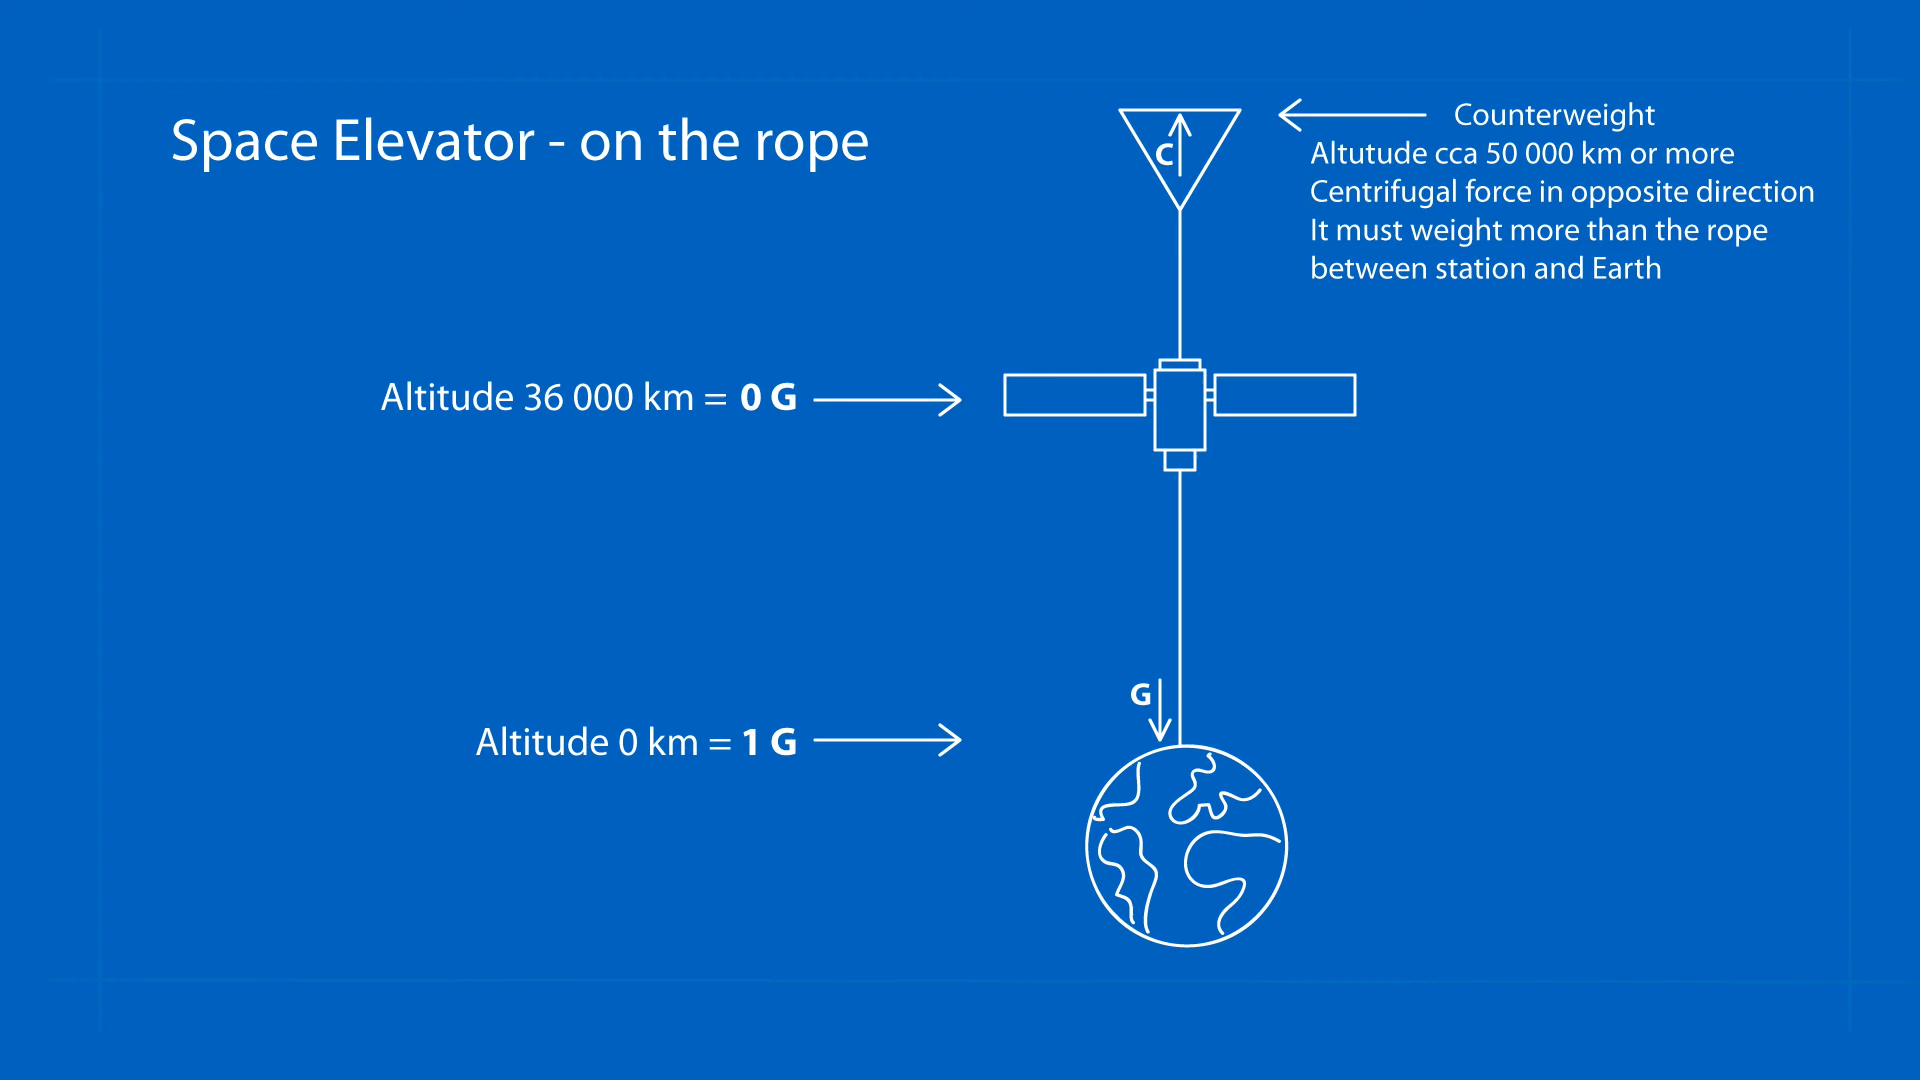 Space Elevator - on the rope
Counterweight
Altutude cca 50 000 km or more
Centrifugal force in opposite direction
It must weight more than the rope
between station and Earth
C
Altitude 36 000 km = 0 G
G
Altitude 0 km = 1 G